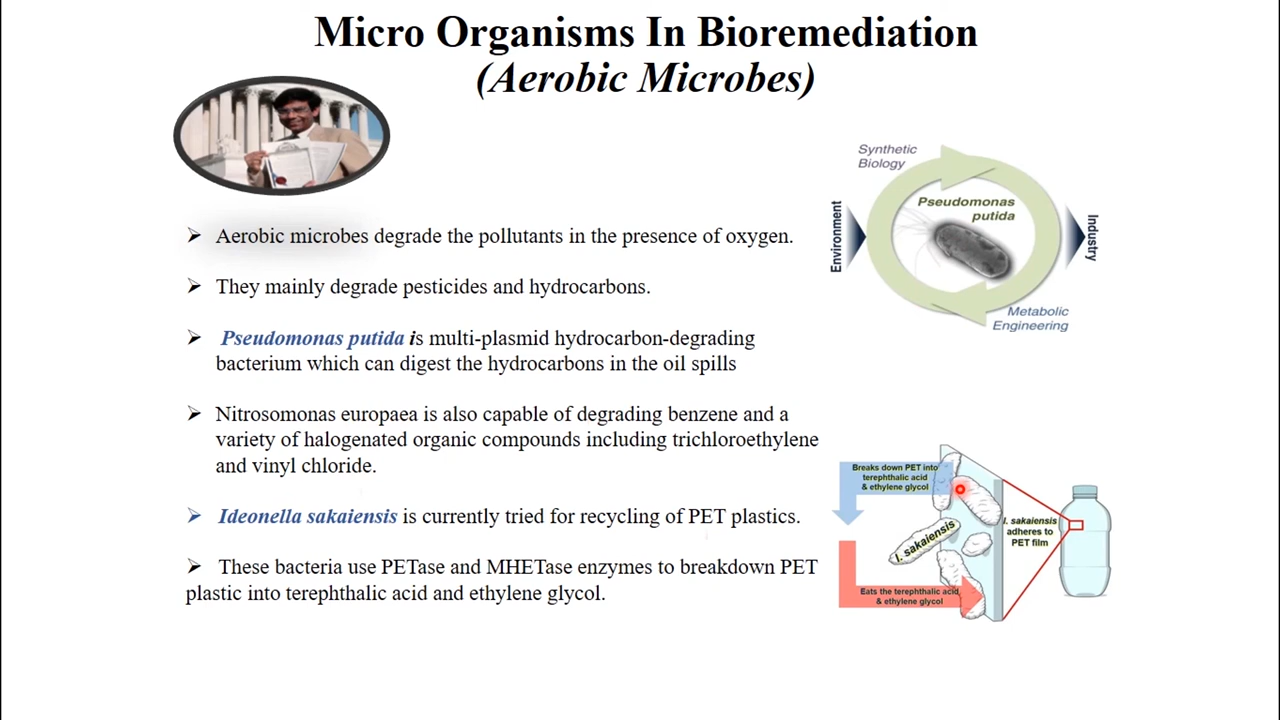 Micro Organisms In Bioremediation
(Aerobic Microbes)
➢ Aerobic microbes degrade the pollutants in the presence of oxygen.
➢ They mainly degrade pesticides and hydrocarbons.
➢ Pseudomonas putida is multi-plasmid hydrocarbon-degrading
bacterium which can digest the hydrocarbons in the oil spills
➢ Nitrosomonas europaea is also capable of degrading benzene and a
variety of halogenated organic compounds including trichloroethylene
and vinyl chloride.
➢ Ideonella sakaiensis is currently tried for recycling of PET plastics.
➢ These bacteria use PETase and MHETase enzymes to breakdown PET
plastic into terephthalic acid and ethylene glycol.
Synthetic
Biology
Environment
Pseudomonas
putida
Industry
Metabolic
Engineering
Breaks down PET into
terephthalic acid
& ethylene glycol
I. sakaiensis
I. sakaiensis
adheres to
PET film
Eats the terephthalic acid
& ethylene glycol